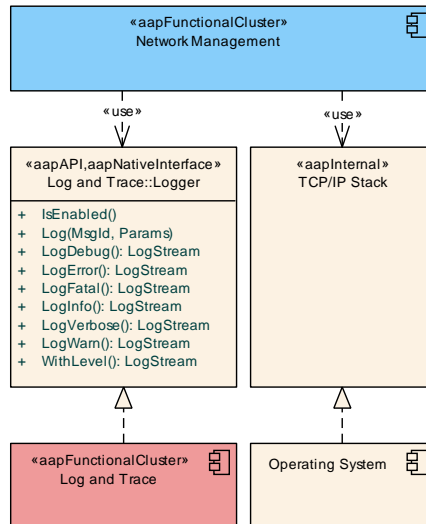 «aapFunctionalCluster»
Network Management
«use»
«use»
«aapAPI,aapNativeInterface»
Log and Trace::Logger
+ IsEnabled()
+ Log(MsgId, Params)
+ LogDebug(): LogStream
+ LogError(): LogStream
+ LogFatal(): LogStream
+ LogInfo(): LogStream
+ LogVerbose(): LogStream
+ LogWarn(): LogStream
+ WithLevel(): LogStream
«aapInternal»
TCP/IP Stack
«aapFunctionalCluster»
Log and Trace
Operating System